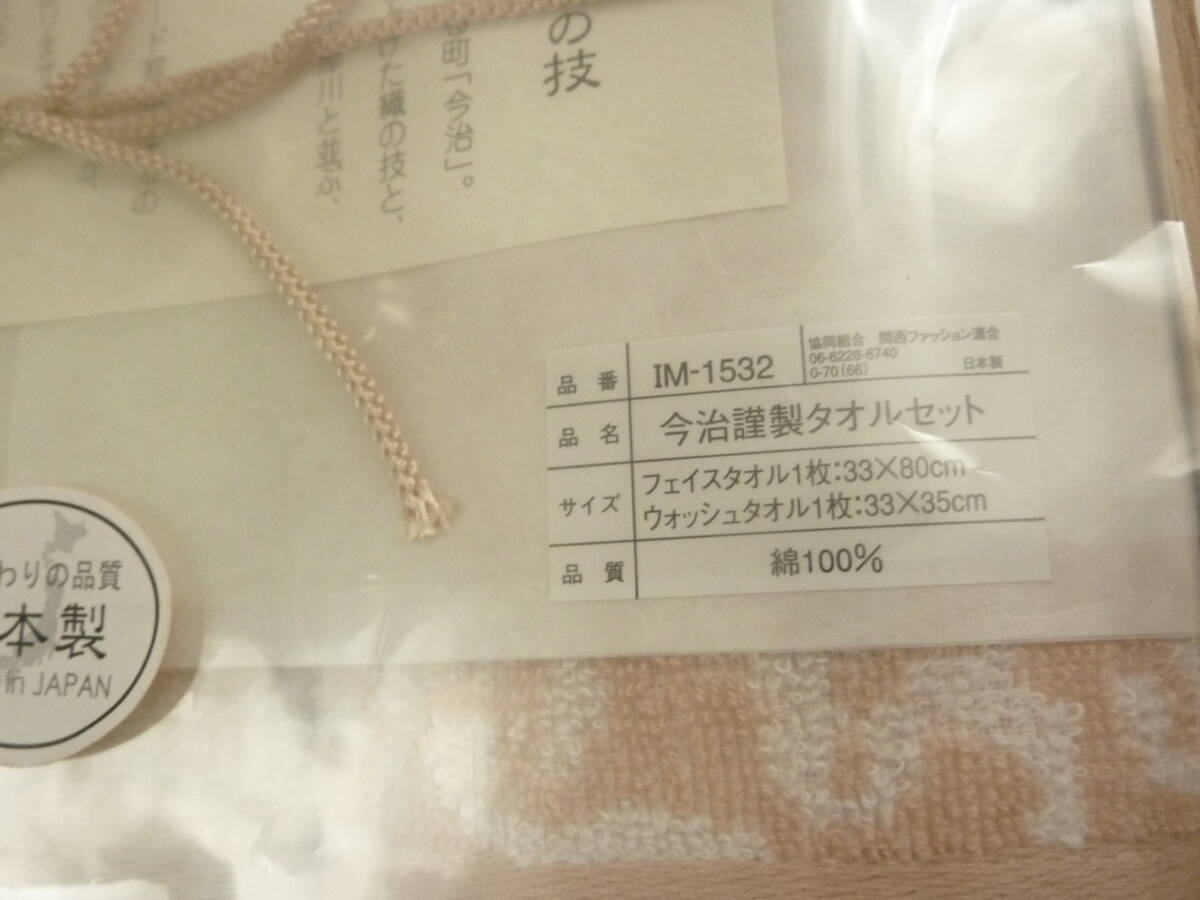 の技
町「今治」。
けた織の技と、
川と並ぶ、
の
品番 IM-1532
協同組合 関西ファッション連合
06-6228-6740
0-70(66) 日本製
品名 今治謹製タオルセット
サイズ フェイスタオル1枚:33×80cm
ウォッシュタオル1枚:33×35cm
品質 綿100%
わりの品質
本製
in JAPAN